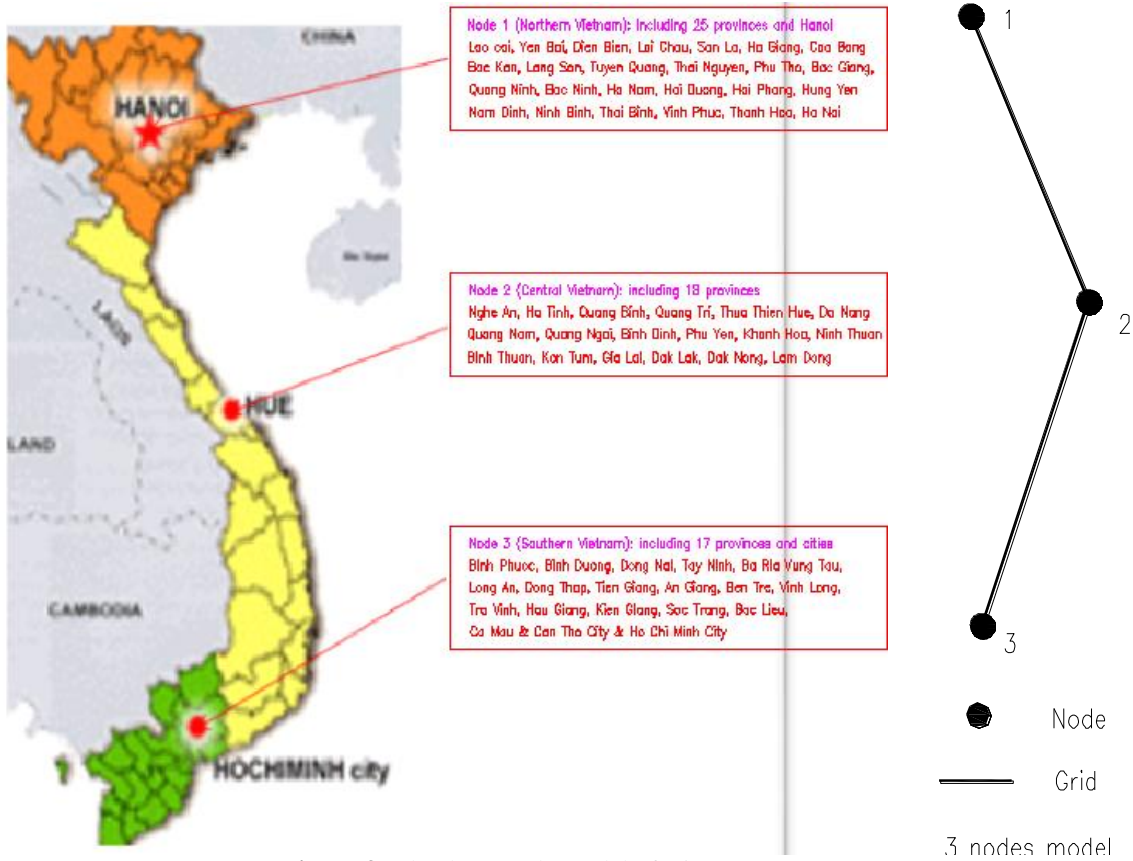 CHINA
HANOI
LAOS
HUE
LAND
CAMBODIA
HOCHIMINH city
Node 1 (Northern Vietnam): including 25 provinces and Hanoi
Lao cai, Yen Bai, Dien Bien, Lai Chau, Son La, Ha Giang, Cao Bang
Bac Kan, Lang Son, Tuyen Quang, Thai Nguyen, Phu Tho, Bac Giang,
Quang Ninh, Bac Ninh, Ha Nam, Hai Duong, Hai Phong, Hung Yen
Nam Dinh, Ninh Binh, Thai Binh, Vinh Phuc, Thanh Hoa, Ha Noi
Node 2 (Central Vietnam): including 18 provinces
Nghe An, Ha Tinh, Quang Binh, Quang Tri, Thua Thien Hue, Da Nang
Quang Nam, Quang Ngai, Binh Dinh, Phu Yen, Khanh Hoa, Ninh Thuan
Binh Thuan, Kon Tum, Gia Lai, Dak Lak, Dak Nong, Lam Dong
Node 3 (Southern Vietnam): including 17 provinces and cities
Binh Phuoc, Binh Duong, Dong Nai, Tay Ninh, Ba Ria Vung Tau,
Long An, Dong Thap, Tien Giang, An Giang, Ben Tre, Vinh Long,
Tra Vinh, Hau Giang, Kien Giang, Soc Trang, Bac Lieu,
Ca Mau & Can Tho City & Ho Chi Minh City
1
2
3
Node
Grid
3 nodes model